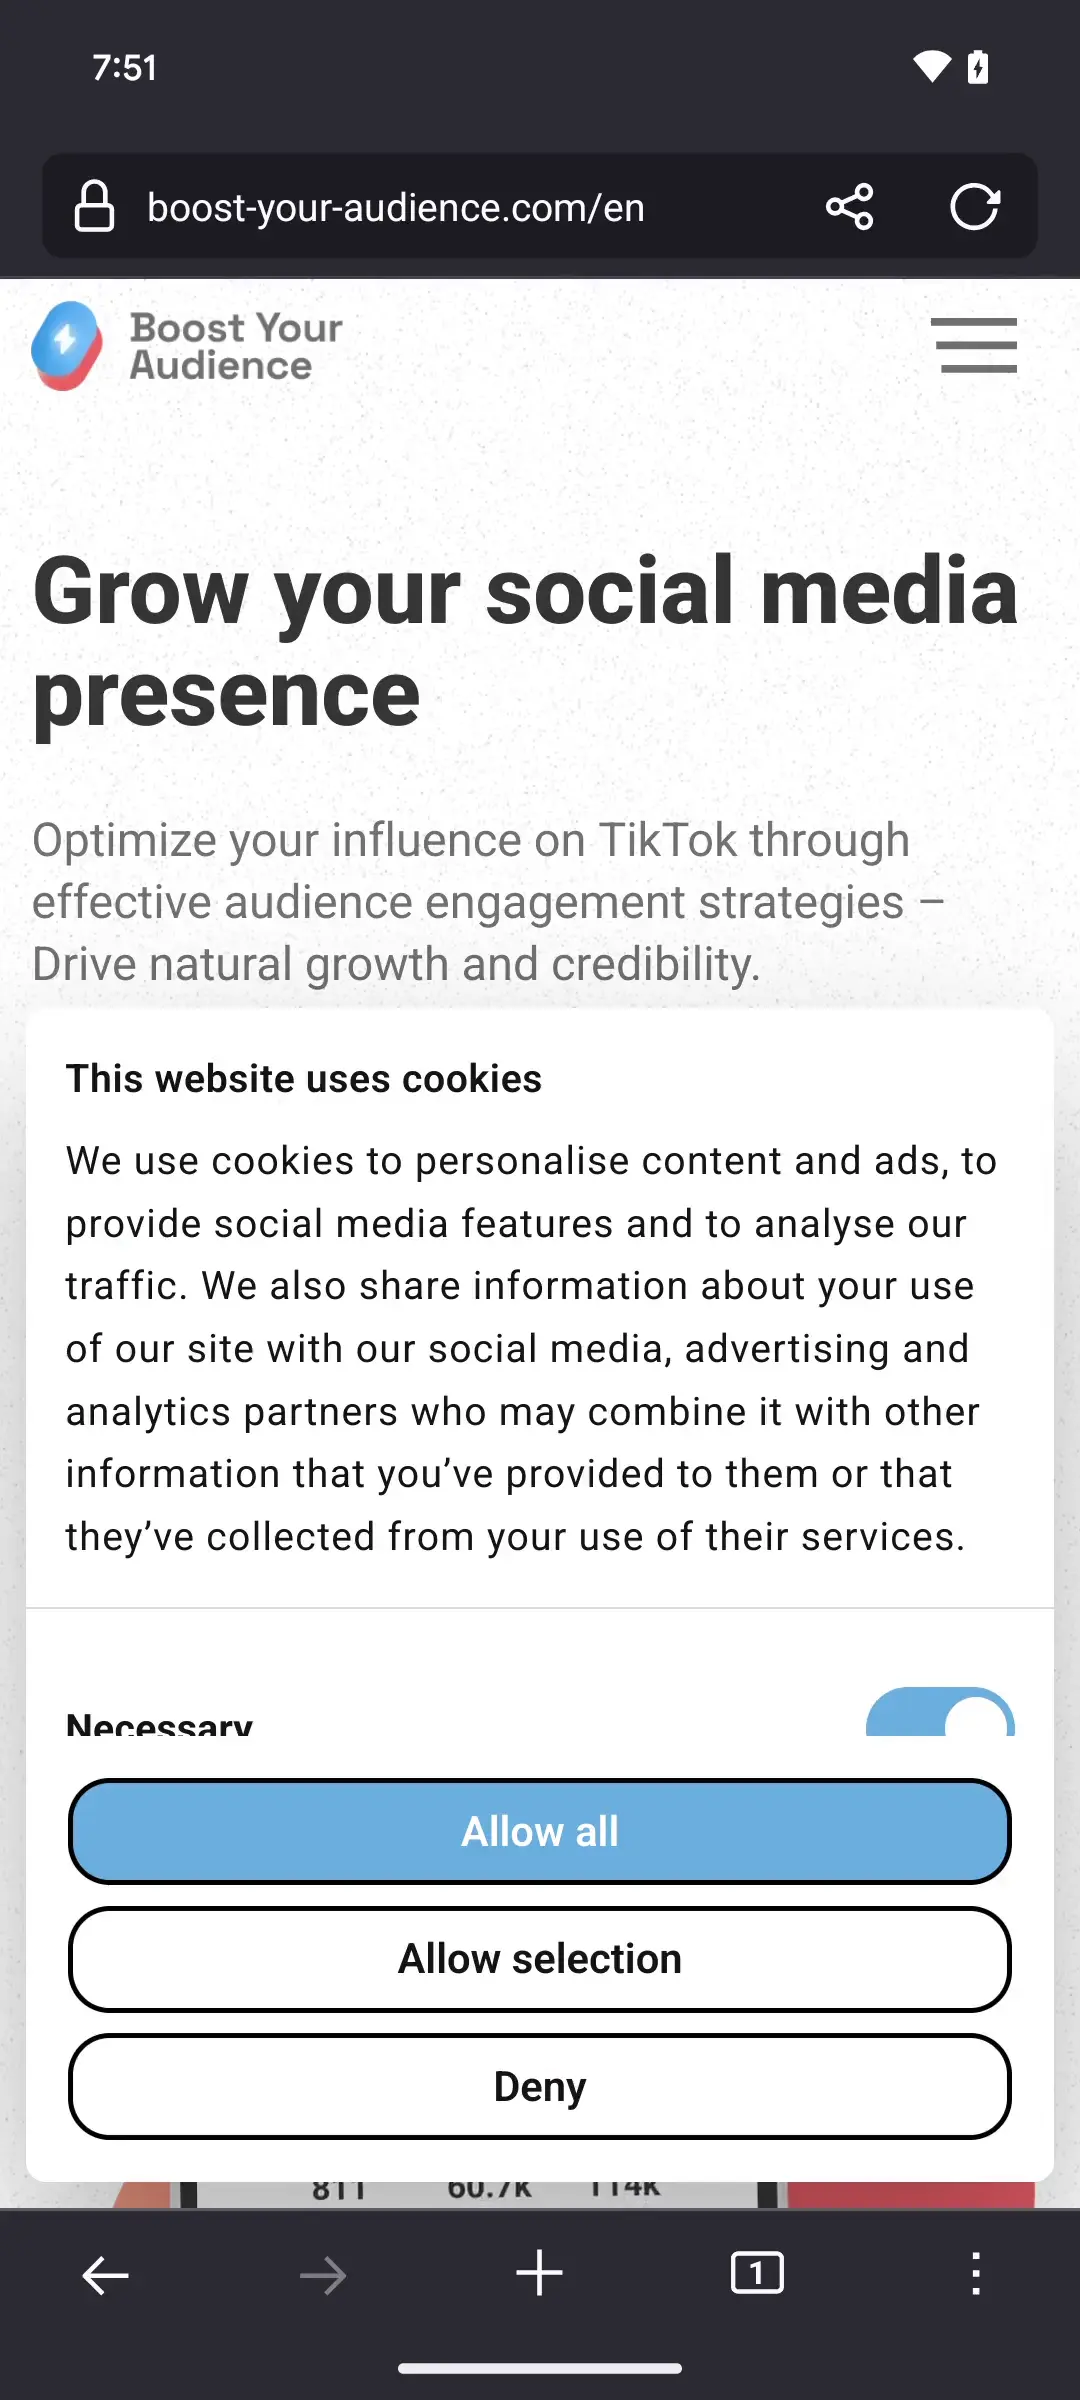 7:51
boost-your-audience.com/en
Boost Your
Audience
Grow your social media
presence
Optimize your influence on TikTok through
effective audience engagement strategies –
Drive natural growth and credibility.
This website uses cookies
We use cookies to personalise content and ads, to
provide social media features and to analyse our
traffic. We also share information about your use
of our site with our social media, advertising and
analytics partners who may combine it with other
information that you’ve provided to them or that
they’ve collected from your use of their services.
Necessary
Allow all
Allow selection
Deny
811 60.7K 114K
1